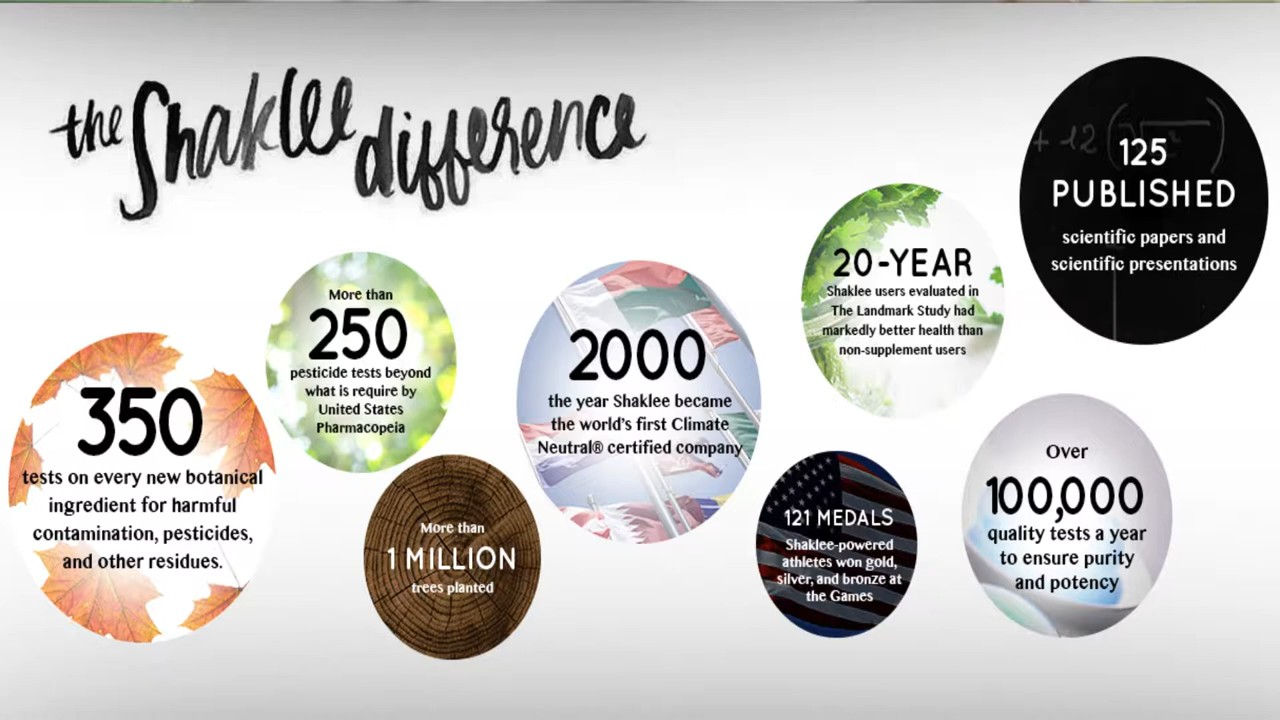 the Shaklee difference
350
tests on every new botanical
ingredient for harmful
contamination, pesticides,
and other residues.
More than
250
pesticide tests beyond
what is require by
United States
Pharmacopeia
More than
1 MILLION
trees planted
2000
the year Shaklee became
the world's first Climate
Neutral® certified company
20-YEAR
Shaklee users evaluated in
The Landmark Study had
markedly better health than
non-supplement users
121 MEDALS
Shaklee-powered
athletes won gold,
silver, and bronze at
the Games
+ 12
125
PUBLISHED
scientific papers and
scientific presentations
Over
100,000
quality tests a year
to ensure purity
and potency